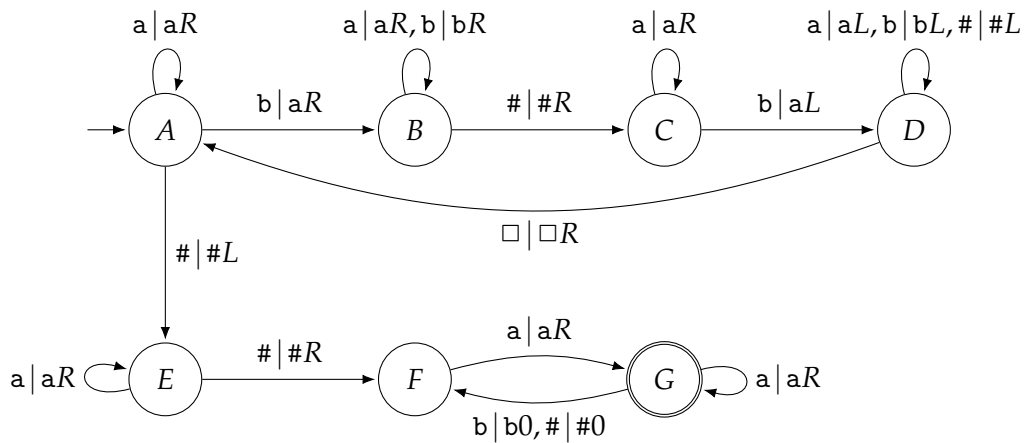 a | aR
a | aR, b | bR
a | aR
a | aL, b | bL, # | #L
A
b | aR
B
# | #R
C
b | aL
D
□ | □R
# | #L
a | aR
E
# | #R
F
a | aR
G
a | aR
b | b0, # | #0